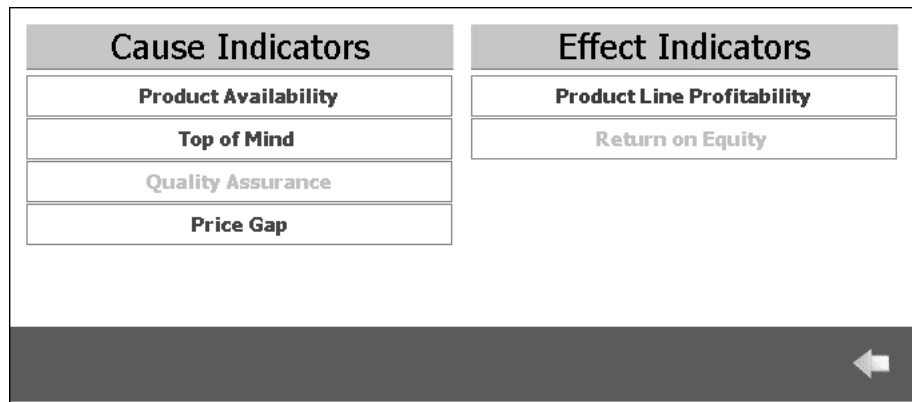 Cause Indicators
Product Availability
Top of Mind
Quality Assurance
Price Gap
Effect Indicators
Product Line Profitability
Return on Equity